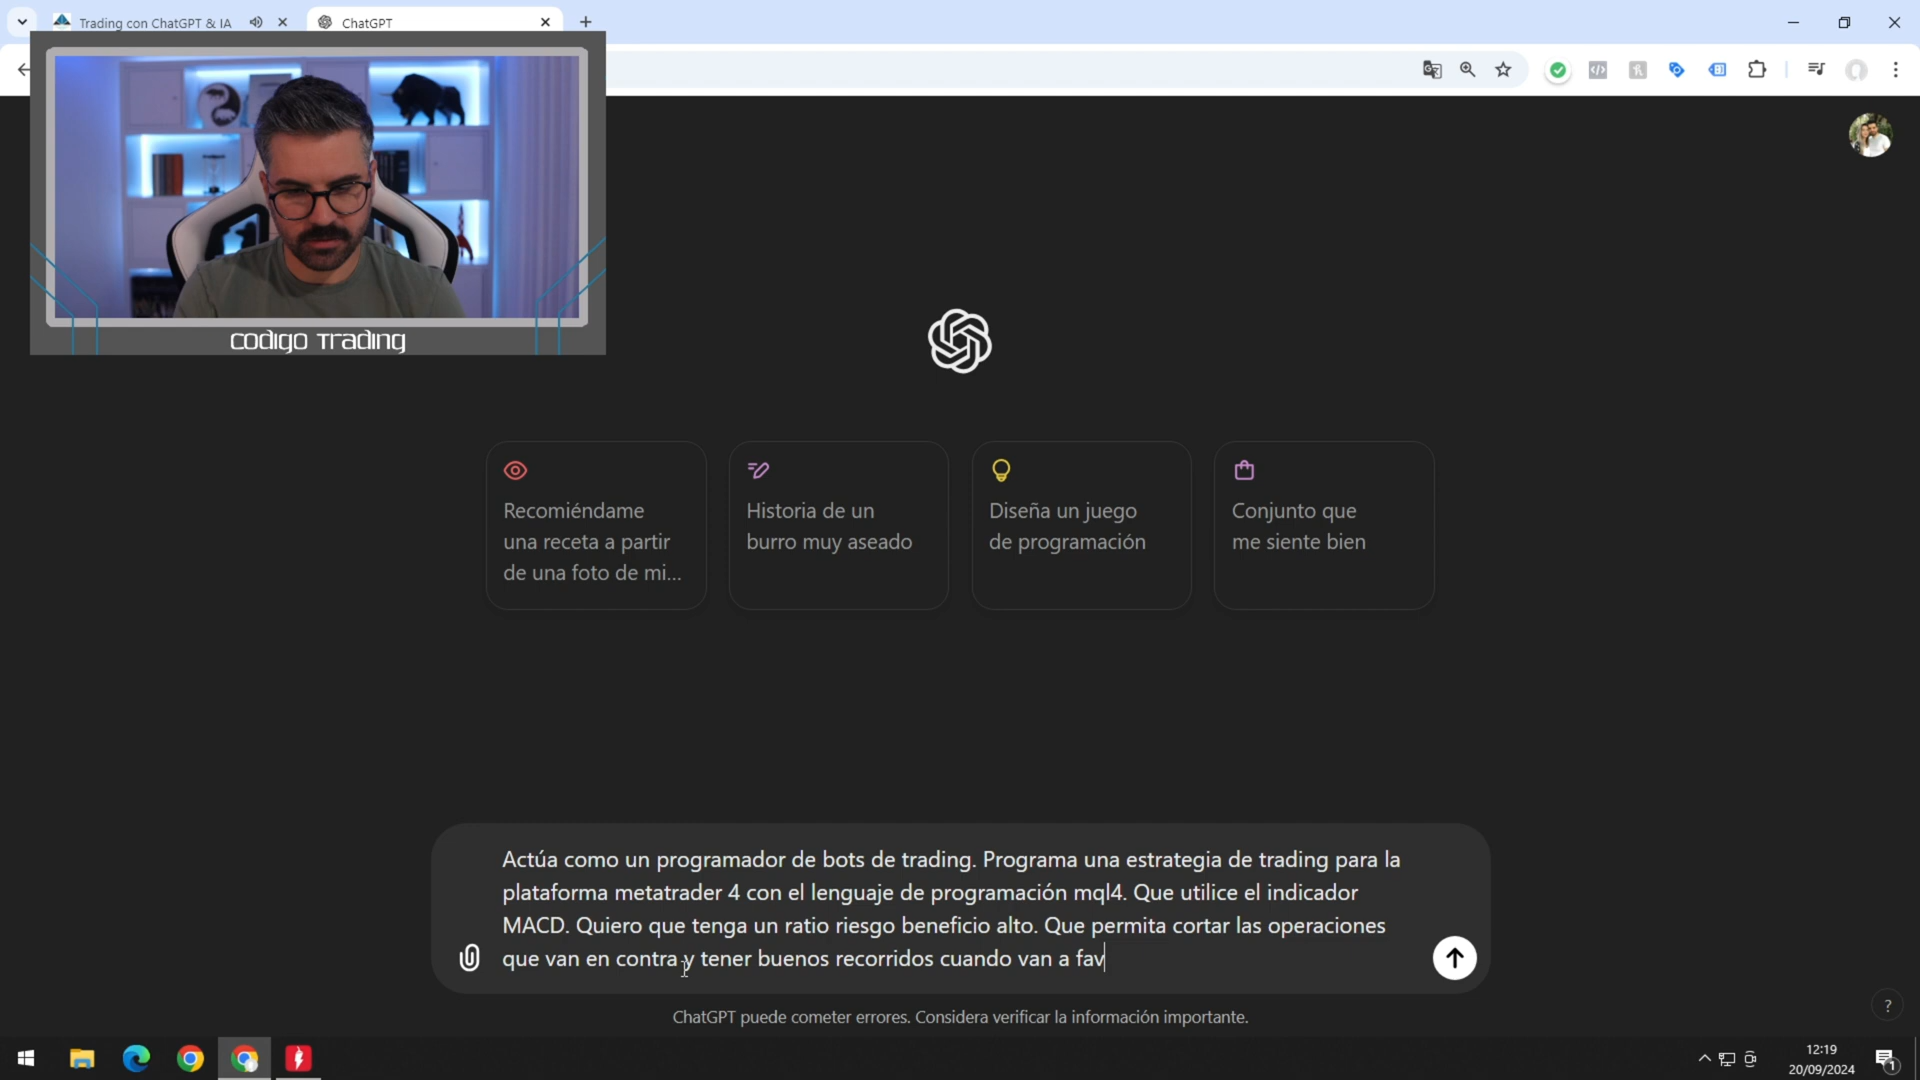 Trading con ChatGPT & IA
ChatGPT
CODIGO TRADING
Recomiéndame
una receta a partir
de una foto de mi...
Historia de un
burro muy aseado
Diseña un juego
de programación
Conjunto que
me siente bien
Actúa como un programador de bots de trading. Programa una estrategia de trading para la
plataforma metatrader 4 con el lenguaje de programación mql4. Que utilice el indicador
MACD. Quiero que tenga un ratio riesgo beneficio alto. Que permita cortar las operaciones
que van en contra y tener buenos recorridos cuando van a fav
ChatGPT puede cometer errores. Considera verificar la información importante.
?
12:19
20/09/2024
1